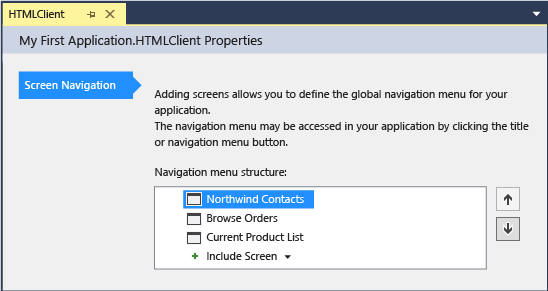 HTMLClient
My First Application.HTMLClient Properties
Screen Navigation
Adding screens allows you to define the global navigation menu for your
application.
The navigation menu may be accessed in your application by clicking the title
or navigation menu button.
Navigation menu structure:
Northwind Contacts
Browse Orders
Current Product List
Include Screen